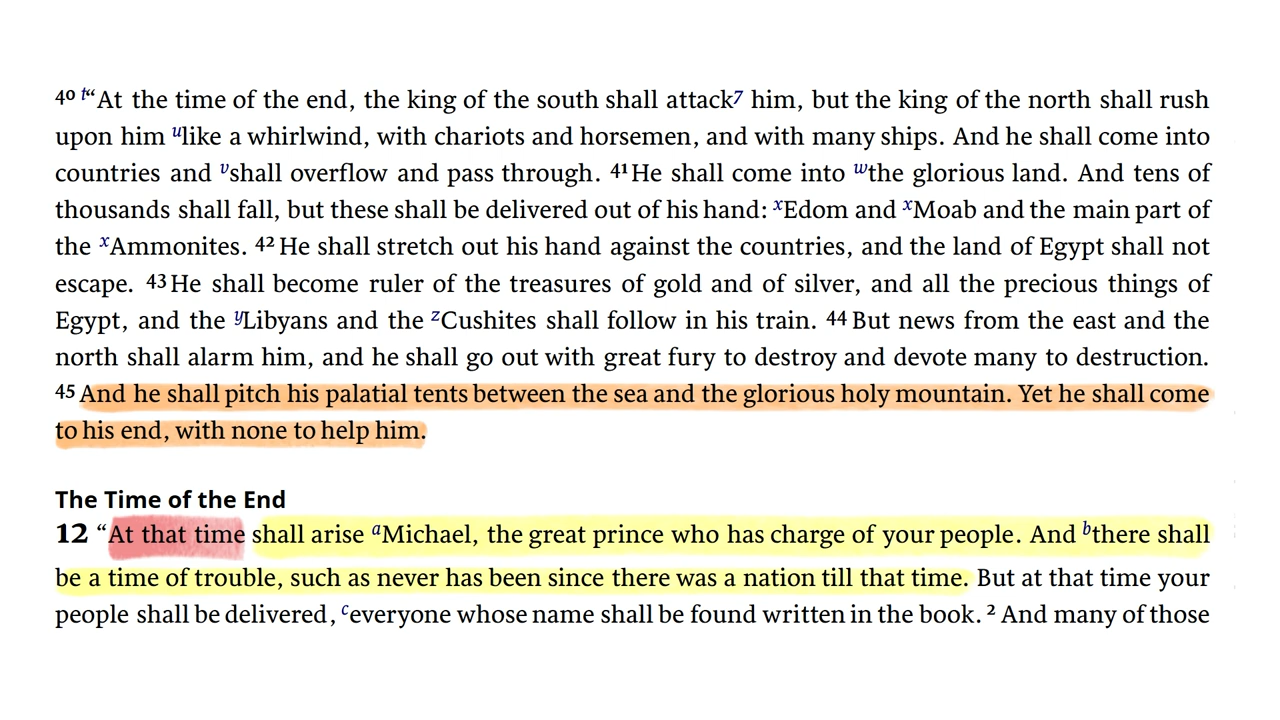 40 t“At the time of the end, the king of the south shall attack7 him, but the king of the north shall rush
upon him ulike a whirlwind, with chariots and horsemen, and with many ships. And he shall come into
countries and vshall overflow and pass through. 41 He shall come into wthe glorious land. And tens of
thousands shall fall, but these shall be delivered out of his hand: xEdom and xMoab and the main part of
the xAmmonites. 42 He shall stretch out his hand against the countries, and the land of Egypt shall not
escape. 43 He shall become ruler of the treasures of gold and of silver, and all the precious things of
Egypt, and the yLibyans and the zCushites shall follow in his train. 44 But news from the east and the
north shall alarm him, and he shall go out with great fury to destroy and devote many to destruction.
45 And he shall pitch his palatial tents between the sea and the glorious holy mountain. Yet he shall come
to his end, with none to help him.
The Time of the End
12 “At that time shall arise aMichael, the great prince who has charge of your people. And bthere shall
be a time of trouble, such as never has been since there was a nation till that time. But at that time your
people shall be delivered, ceveryone whose name shall be found written in the book. 2 And many of those